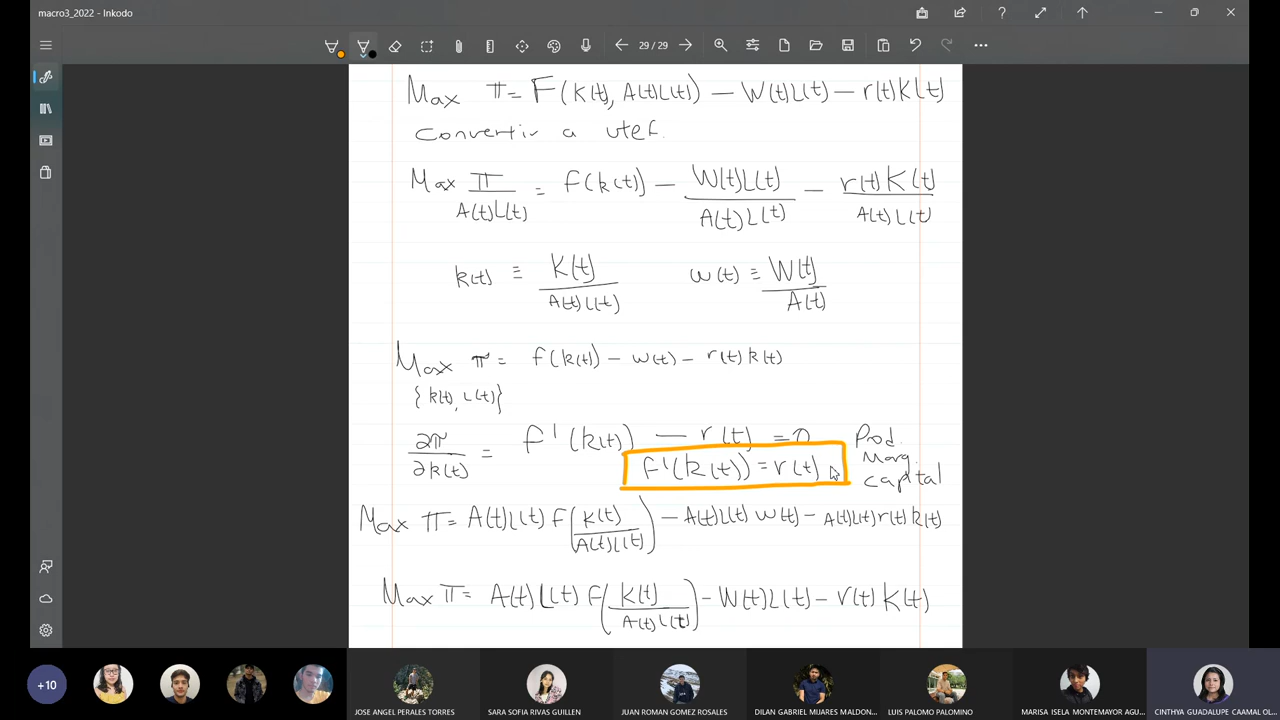 macro3_2022 - Inkodo
29 / 29
Max π = F(K(t), A(t)L(t)) - W(t)L(t) - r(t)K(t)
Convertir a utef.
Max π/A(t)L(t) = f(k(t)) - W(t)L(t)/A(t)L(t) - r(t)K(t)/A(t)L(t)
k(t) ≡ K(t)/A(t)L(t) w(t) ≡ W(t)/A(t)
Max π = f(k(t)) - w(t) - r(t)k(t)
{k(t), L(t)}
∂π/∂k(t) = f'(k(t)) - r(t) = 0
f'(k(t)) = r(t)
Prod.
Marg.
capital
Max π = A(t)L(t) f(K(t)/A(t)L(t)) - A(t)L(t) w(t) - A(t)L(t)r(t)k(t)
Max π = A(t)L(t) f(K(t)/A(t)L(t)) - W(t)L(t) - r(t)K(t)
+10
JOSE ANGEL PERALES TORRES
SARA SOFIA RIVAS GUILLEN
JUAN ROMAN GOMEZ ROSALES
DILAN GABRIEL MIJARES MALDON...
LUIS PALOMO PALOMINO
MARISA ISELA MONTEMAYOR AGU...
CINTHYA GUADALUPE CAAMAL OL...